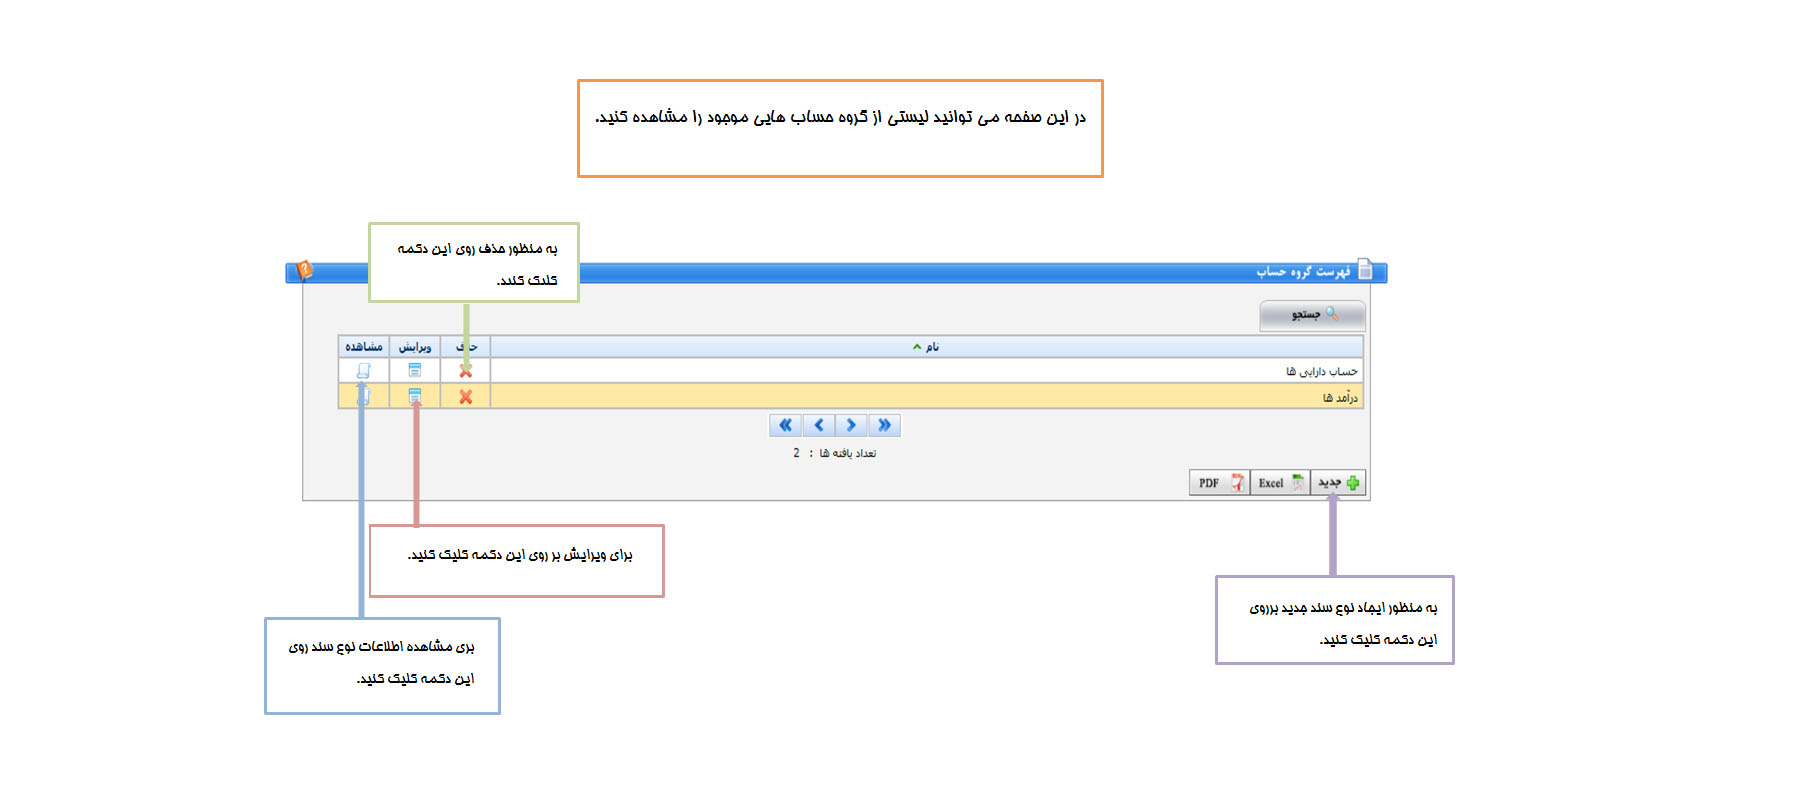 در این صفحه می توانید لیستی از گروه حساب هایی موجود را مشاهده کنید.
به منظور حذف روی این دکمه
کلیک کنید.
فهرست گروه حساب
جستجو
نام
حذف
ویرایش
مشاهده
حساب دارایی ها
درآمد ها
تعداد یافته ها : 2
جدید
Excel
PDF
برای ویرایش بر روی این دکمه کلیک کنید.
به منظور ایجاد نوع سند جدید برروی
این دکمه کلیک کنید.
بری مشاهده اطلاعات نوع سند روی
این دکمه کلیک کنید.